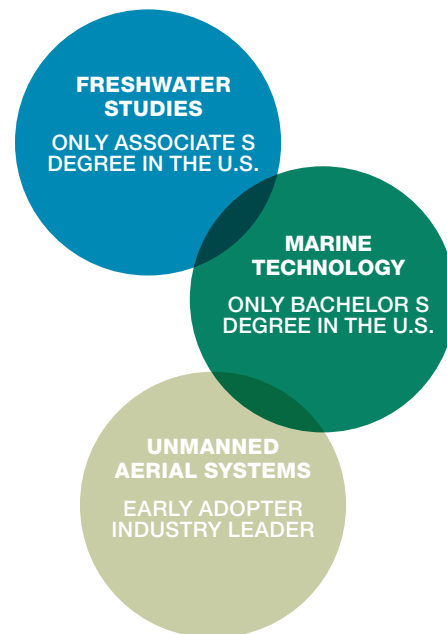 FRESHWATER
STUDIES
ONLY ASSOCIATE S
DEGREE IN THE U.S.
MARINE
TECHNOLOGY
ONLY BACHELOR S
DEGREE IN THE U.S.
UNMANNED
AERIAL SYSTEMS
EARLY ADOPTER
INDUSTRY LEADER